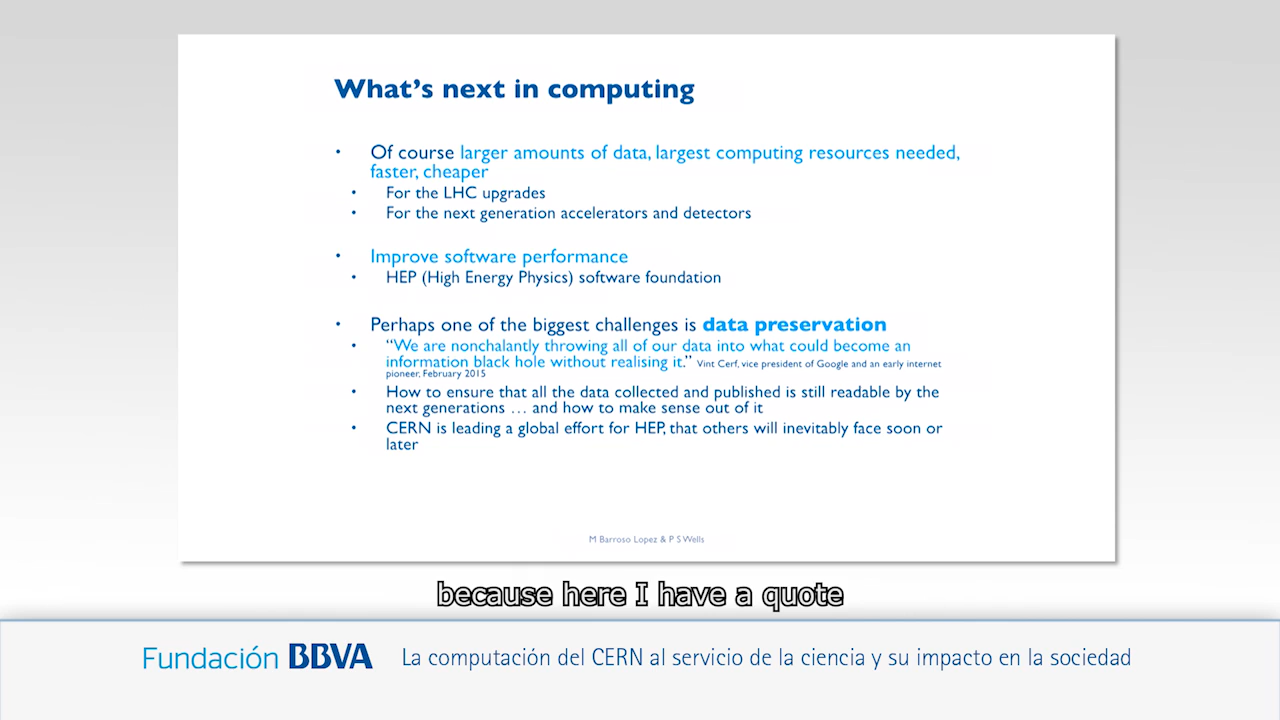 What's next in computing
• Of course larger amounts of data, largest computing resources needed,
faster, cheaper
• For the LHC upgrades
• For the next generation accelerators and detectors
• Improve software performance
• HEP (High Energy Physics) software foundation
• Perhaps one of the biggest challenges is data preservation
• “We are nonchalantly throwing all of our data into what could become an
information black hole without realising it.” Vint Cerf, vice president of Google and an early internet
pioneer, February 2015
• How to ensure that all the data collected and published is still readable by the
next generations … and how to make sense out of it
• CERN is leading a global effort for HEP, that others will inevitably face soon or
later
M Barroso Lopez & P S Wells
because here I have a quote
Fundación BBVA La computación del CERN al servicio de la ciencia y su impacto en la sociedad